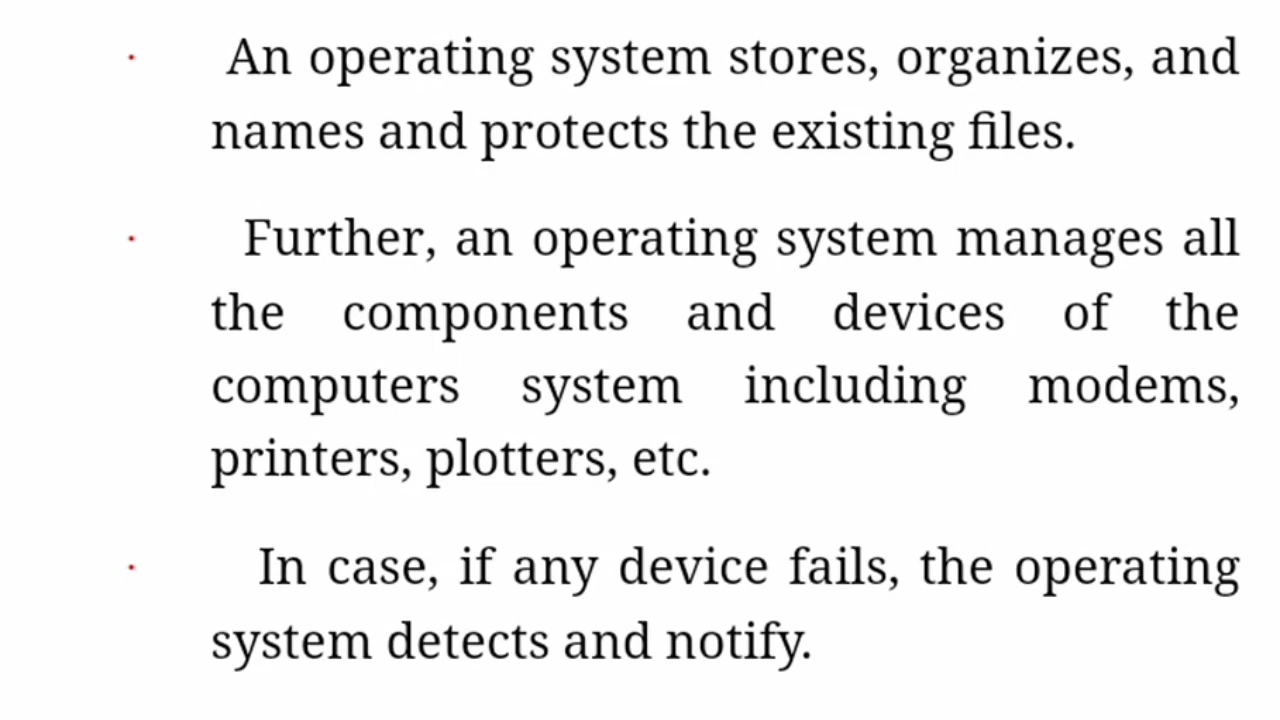 · An operating system stores, organizes, and
names and protects the existing files.
· Further, an operating system manages all
the components and devices of the
computers system including modems,
printers, plotters, etc.
· In case, if any device fails, the operating
system detects and notify.